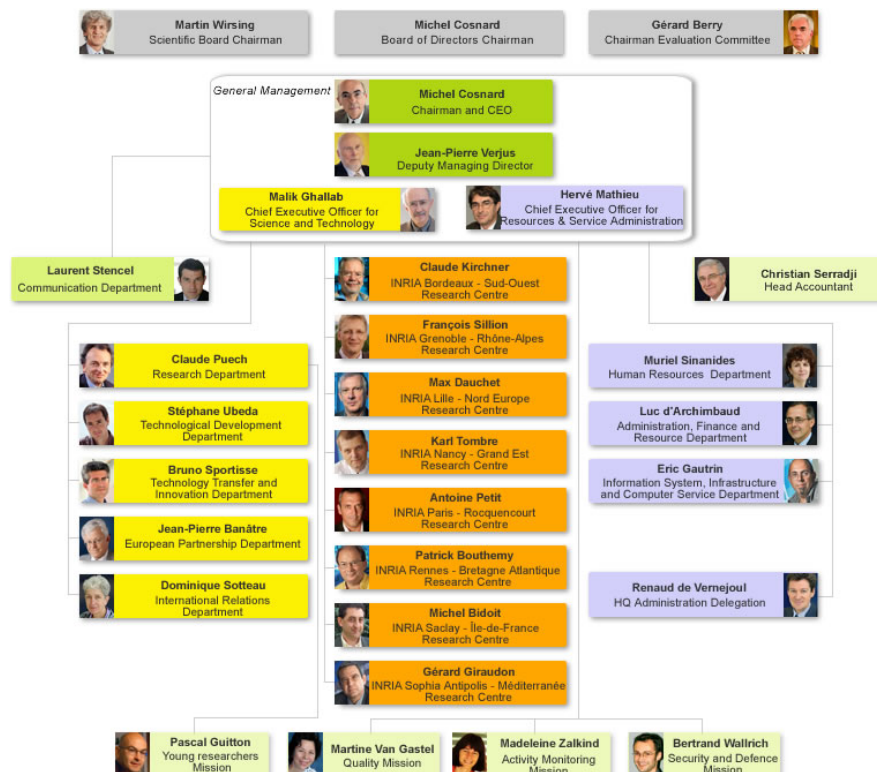 Martin Wirsing
Scientific Board Chairman
Michel Cosnard
Board of Directors Chairman
Gérard Berry
Chairman Evaluation Committee
General Management
Michel Cosnard
Chairman and CEO
Jean-Pierre Verjus
Deputy Managing Director
Malik Ghallab
Chief Executive Officer for
Science and Technology
Hervé Mathieu
Chief Executive Officer for
Resources & Service Administration
Laurent Stencel
Communication Department
Christian Serradji
Head Accountant
Claude Puech
Research Department
Stéphane Ubeda
Technological Development
Department
Bruno Sportisse
Technology Transfer and
Innovation Department
Jean-Pierre Banâtre
European Partnership Department
Dominique Sotteau
International Relations
Department
Claude Kirchner
INRIA Bordeaux - Sud-Ouest
Research Centre
François Sillion
INRIA Grenoble - Rhône-Alpes
Research Centre
Max Dauchet
INRIA Lille - Nord Europe
Research Centre
Karl Tombre
INRIA Nancy - Grand Est
Research Centre
Antoine Petit
INRIA Paris - Rocquencourt
Research Centre
Patrick Bouthemy
INRIA Rennes - Bretagne Atlantique
Research Centre
Michel Bidoit
INRIA Saclay - Île-de-France
Research Centre
Gérard Giraudon
INRIA Sophia Antipolis - Méditerranée
Research Centre
Muriel Sinanides
Human Resources Department
Luc d'Archimbaud
Administration, Finance and
Resource Department
Eric Gautrin
Information System, Infrastructure
and Computer Service Department
Renaud de Vernejoul
HQ Administration Delegation
Pascal Guitton
Young researchers
Mission
Martine Van Gastel
Quality Mission
Madeleine Zalkind
Activity Monitoring
Mission
Bertrand Wallrich
Security and Defence
Mission